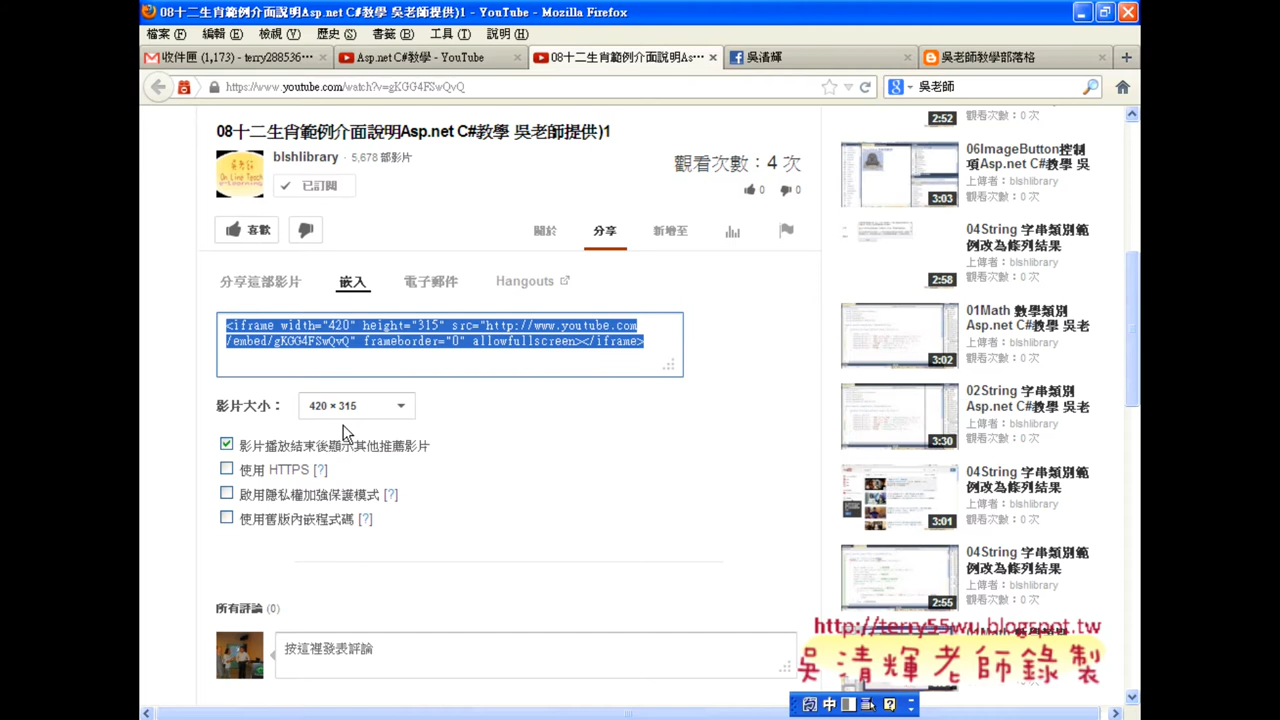 08十二生肖範例介面說明Asp.net C#教學 吳老師提供)1 - YouTube - Mozilla Firefox
檔案(F) 編輯(E) 檢視(V) 歷史(S) 書籤(B) 工具(T) 說明(H)
收件匣 (1,173) - terry288536⋯ Asp.net C#教學 - YouTube 08十二生肖範例介面說明As⋯ 吳潘輝 吳老師教學部落格
https://www.youtube.com/watch?v=gKGG4FSwQvQ 吳老師
08十二生肖範例介面說明Asp.net C#教學 吳老師提供)1
blshlibrary · 5,678 部影片
觀看次數：4 次
已訂閱
0 0
喜歡 關於 分享 新增至
分享這部影片 嵌入 電子郵件 Hangouts
<iframe width="420" height="315" src="http://www.youtube.com
/embed/gKGG4FSwQvQ" frameborder="0" allowfullscreen></iframe>
影片大小： 420 × 315
影片播放結束後顯示其他推薦影片
使用 HTTPS [?]
啟用隱私權加強保護模式 [?]
使用舊版內嵌程式碼 [?]
所有評論 (0)
按這裡發表評論
2:52
觀看次數：0 次
06ImageButton控制
項Asp.net C#教學 吳
上傳者：blshlibrary
觀看次數：0 次
3:03
04String 字串類別範
例改為條列結果
上傳者：blshlibrary
觀看次數：0 次
2:58
01Math 數學類別
Asp.net C#教學 吳老
上傳者：blshlibrary
觀看次數：0 次
3:02
02String 字串類別
Asp.net C#教學 吳老
上傳者：blshlibrary
觀看次數：0 次
3:30
04String 字串類別範
例改為條列結果
上傳者：blshlibrary
觀看次數：0 次
3:01
04String 字串類別範
例改為條列結果
上傳者：blshlibrary
觀看次數：0 次
2:55
http://terry55wu.blogspot.tw
吳清輝老師錄製
中